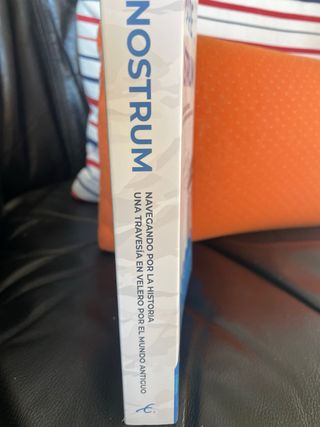 NOSTRUM
NAVEGANDO POR LA HISTORIA
UNA TRAVESÍA EN VELERO POR EL MUNDO ANTIGUO